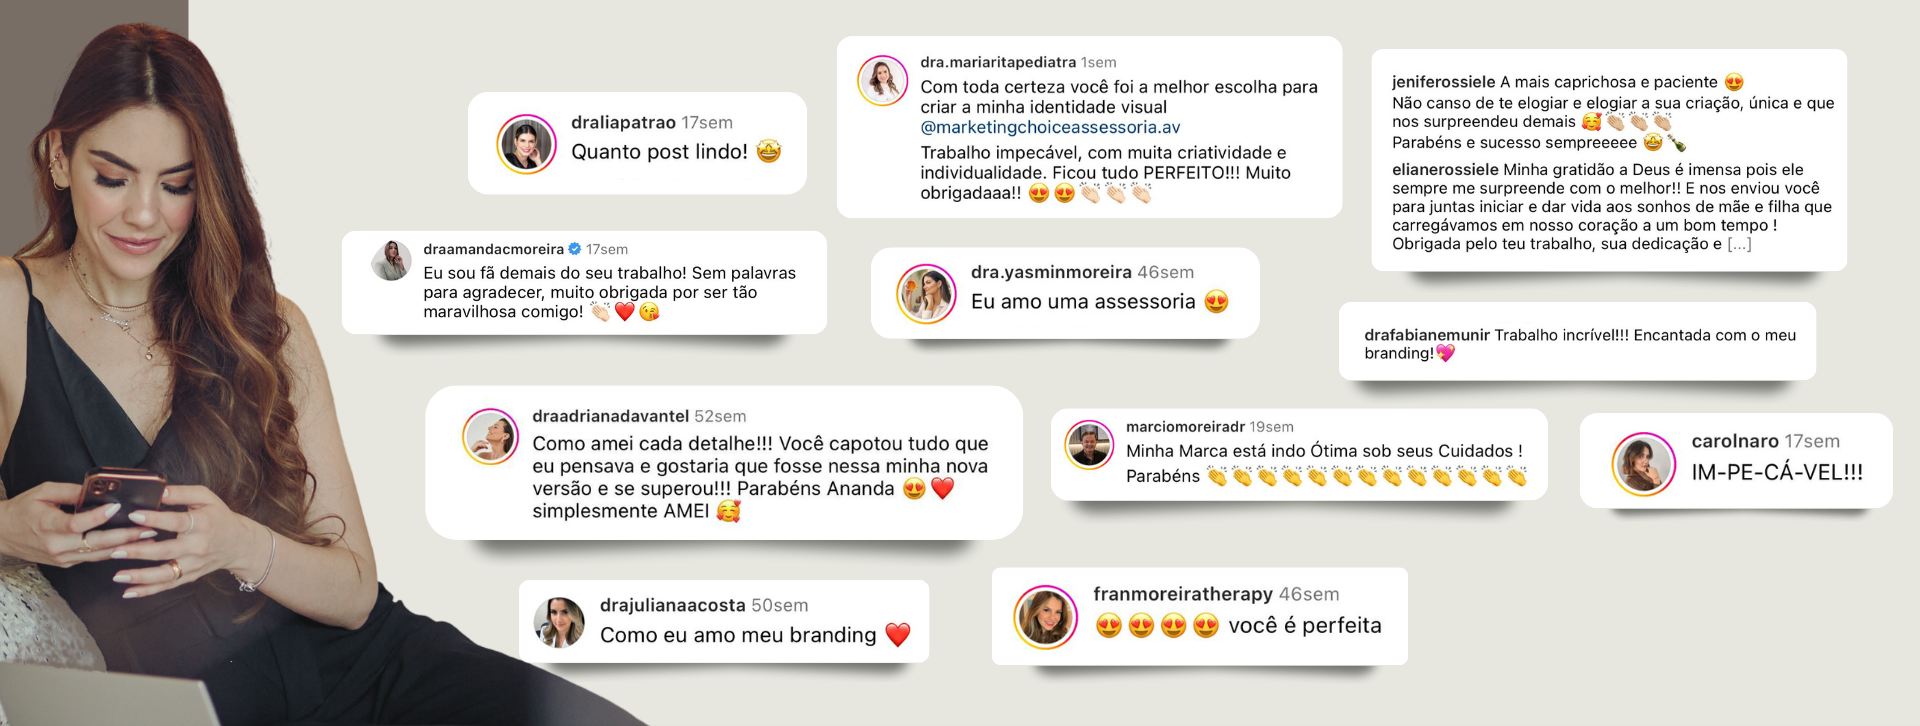 draliapatrao 17sem
Quanto post lindo! 🤩
dra.mariaritapediatra 1sem
Com toda certeza você foi a melhor escolha para
criar a minha identidade visual
@marketingchoiceassessoria.av
Trabalho impecável, com muita criatividade e
individualidade. Ficou tudo PERFEITO!!! Muito
obrigadaaa!! 😍😍👏🏻👏🏻👏🏻
jeniferossiele A mais caprichosa e paciente 😍
Não canso de te elogiar e elogiar a sua criação, única e que
nos surpreendeu demais 🥰👏🏻👏🏻👏🏻
Parabéns e sucesso sempreeeee 🤩🍾
elianerossiele Minha gratidão a Deus é imensa pois ele
sempre me surpreende com o melhor!! E nos enviou você
para juntas iniciar e dar vida aos sonhos de mãe e filha que
carregávamos em nosso coração a um bom tempo !
Obrigada pelo teu trabalho, sua dedicação e [...]
draamandacmoreira 17sem
Eu sou fã demais do seu trabalho! Sem palavras
para agradecer, muito obrigada por ser tão
maravilhosa comigo! 👏🏻❤️😘
dra.yasminmoreira 46sem
Eu amo uma assessoria 😍
drafabianemunir Trabalho incrível!!! Encantada com o meu
branding!💖
draadrianadavantel 52sem
Como amei cada detalhe!!! Você capotou tudo que
eu pensava e gostaria que fosse nessa minha nova
versão e se superou!!! Parabéns Ananda 😍❤️
simplesmente AMEI 🥰
marciomoreiradr 19sem
Minha Marca está indo Ótima sob seus Cuidados !
Parabéns 👏👏👏👏👏👏👏👏👏👏👏👏👏
carolnaro 17sem
IM-PE-CÁ-VEL!!!
drajulianaacosta 50sem
Como eu amo meu branding ❤️
franmoreiratherapy 46sem
😍😍😍😍 você é perfeita